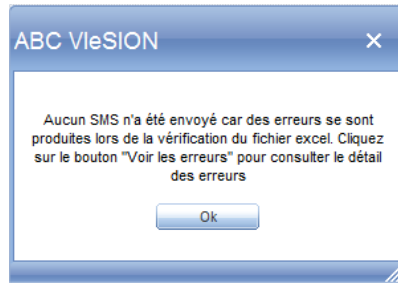 ABC VIeSION
Aucun SMS n'a été envoyé car des erreurs se sont
produites lors de la vérification du fichier excel. Cliquez
sur le bouton "Voir les erreurs" pour consulter le détail
des erreurs
Ok